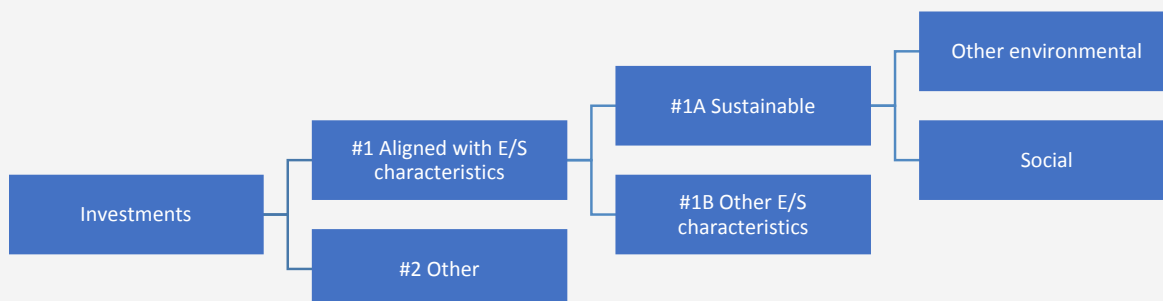 Investments
#1 Aligned with E/S
characteristics
#2 Other
#1A Sustainable
#1B Other E/S
characteristics
Other environmental
Social